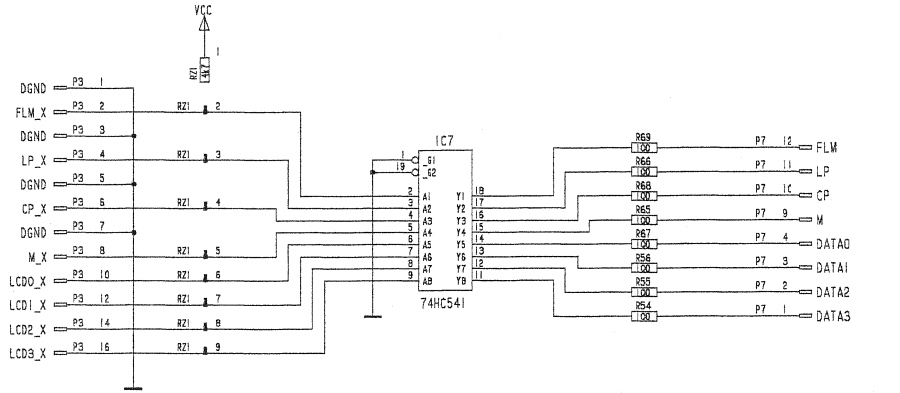 VCC
1
RZ1
4k7
DGND P3 1
FLM_X P3 2 RZ1 2
DGND P3 3
LP_X P3 4 RZ1 3
DGND P3 5
CP_X P3 6 RZ1 4
DGND P3 7
M_X P3 8 RZ1 5
LCD0_X P3 10 RZ1 6
LCD1_X P3 12 RZ1 7
LCD2_X P3 14 RZ1 8
LCD3_X P3 16 RZ1 9
IC7
1 _G1
19 _G2
2 A1 Y1 18
3 A2 Y2 17
4 A3 Y3 16
5 A4 Y4 15
6 A5 Y5 14
7 A6 Y6 13
8 A7 Y7 12
9 A8 Y8 11
74HC541
R69
100 P7 12 FLM
R66
100 P7 11 LP
R68
100 P7 10 CP
R65
100 P7 9 M
R67
100 P7 4 DATA0
R56
100 P7 3 DATA1
R55
100 P7 2 DATA2
R54
100 P7 1 DATA3